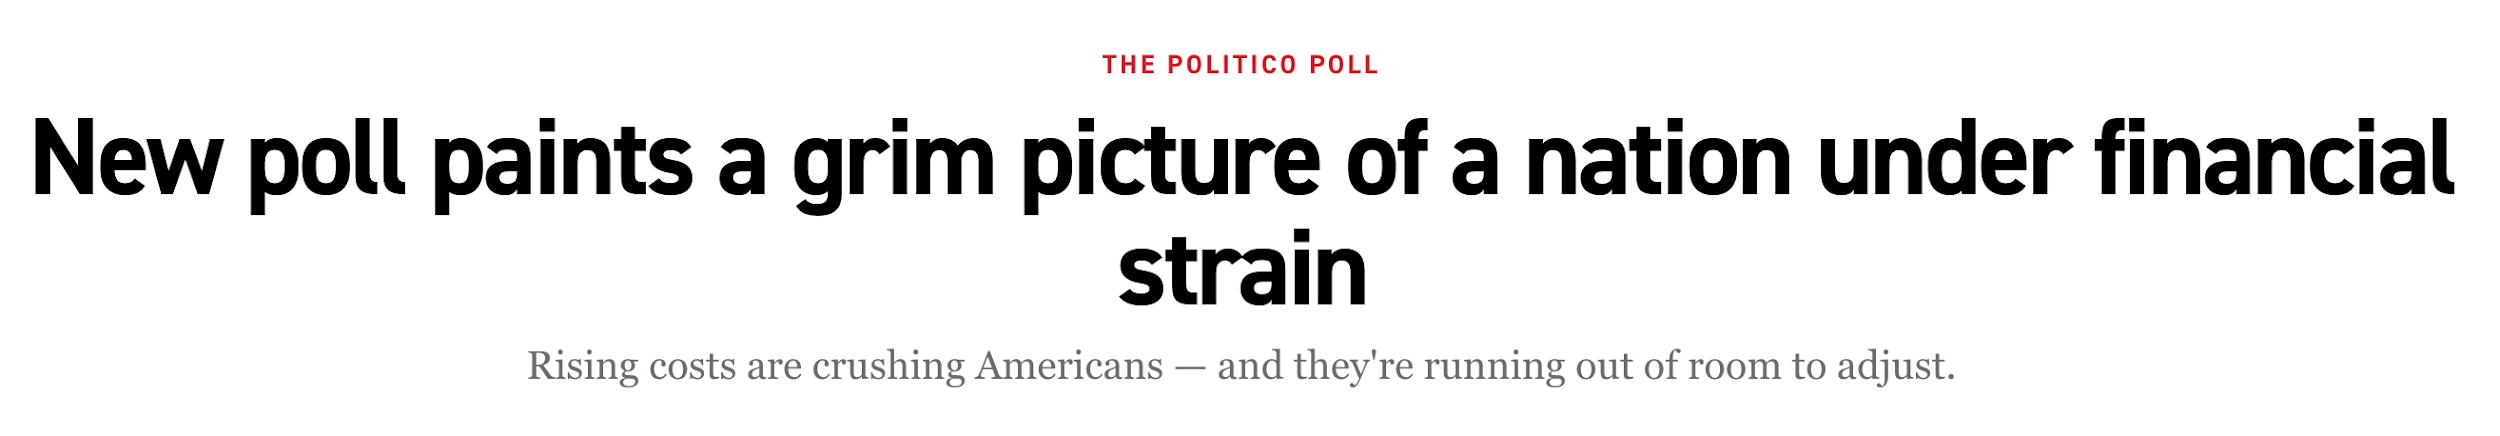 THE POLITICO POLL
New poll paints a grim picture of a nation under financial
strain
Rising costs are crushing Americans — and they're running out of room to adjust.